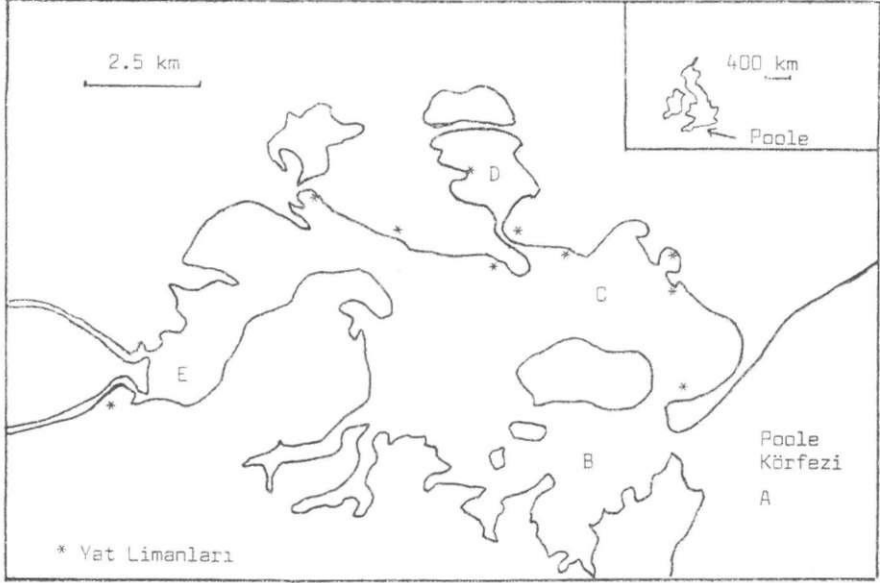 2.5 km
400 km
Poole
D
C
E
B
Poole
Körfezi
A
* Yat Limanları